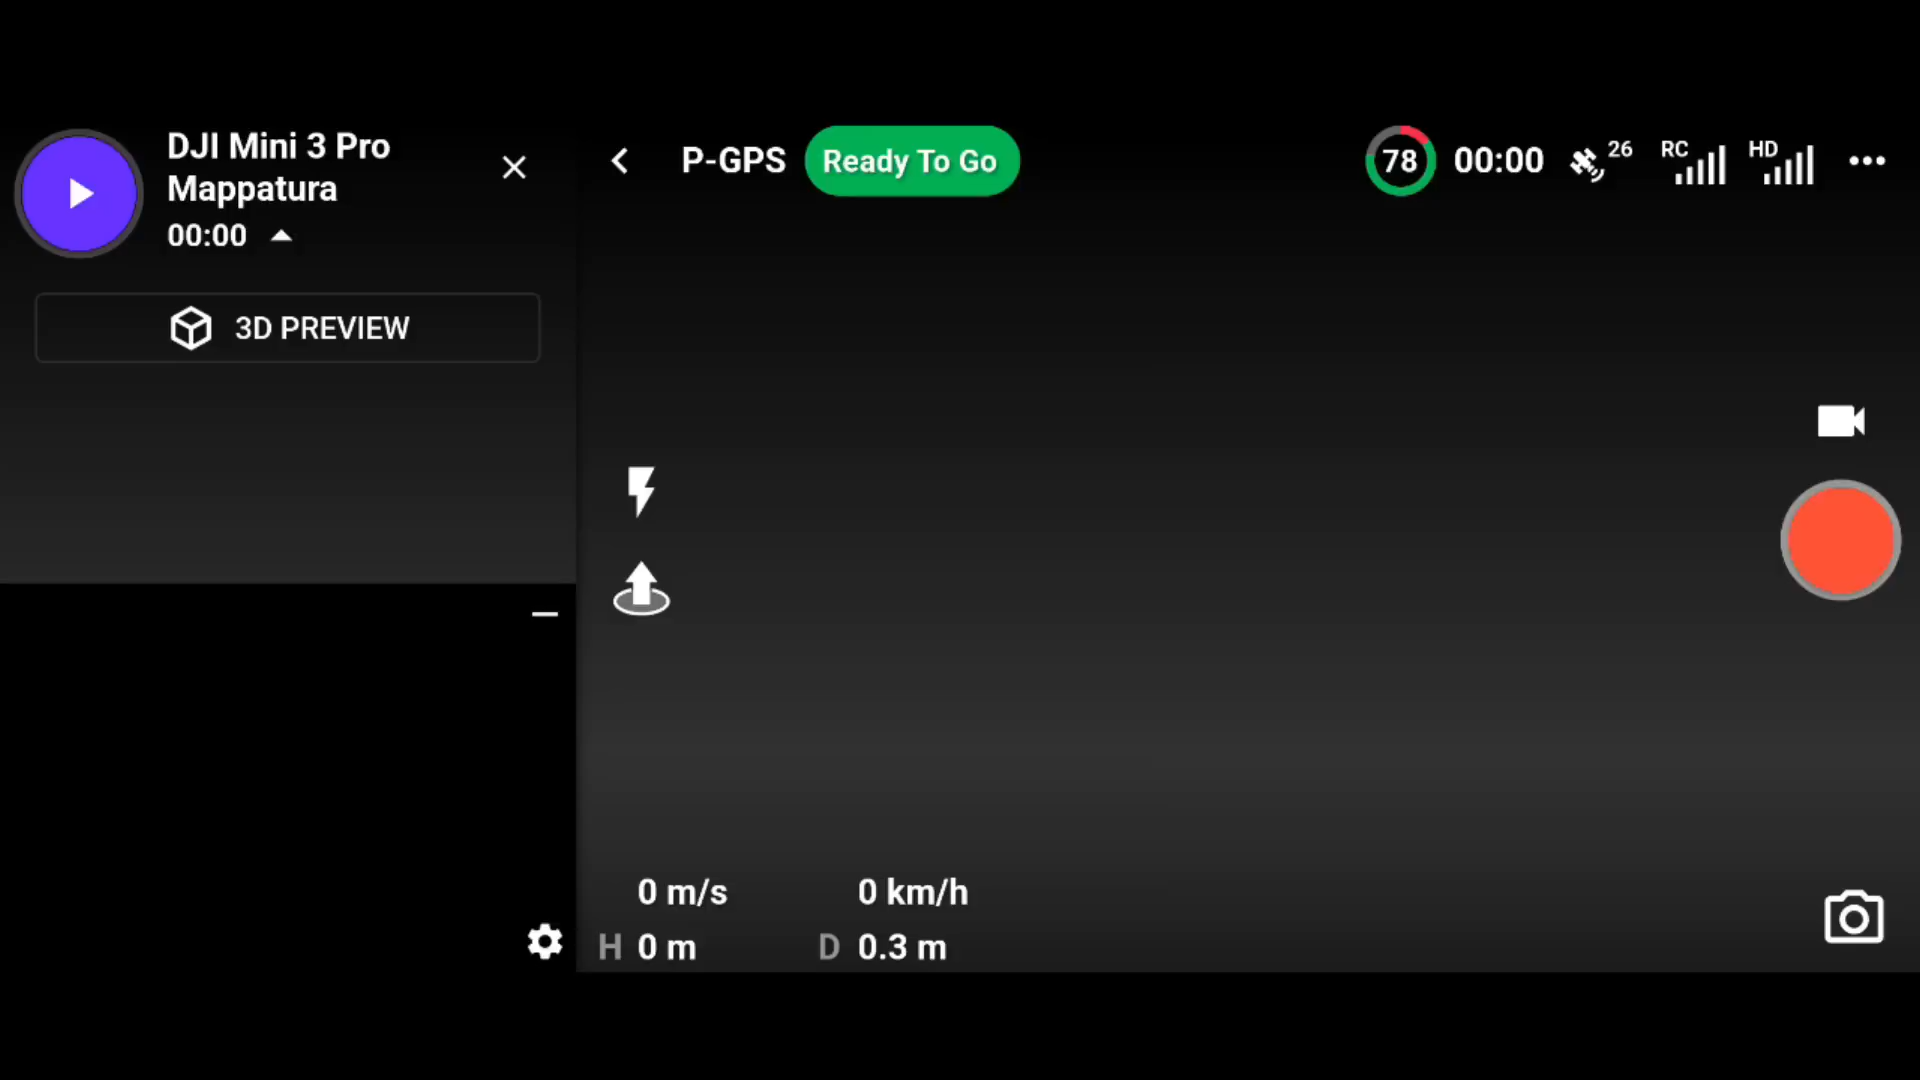 DJI Mini 3 Pro
Mappatura
00:00
3D PREVIEW
P-GPS
Ready To Go
78
00:00
26
RC
HD
0 m/s
0 km/h
H 0 m
D 0.3 m